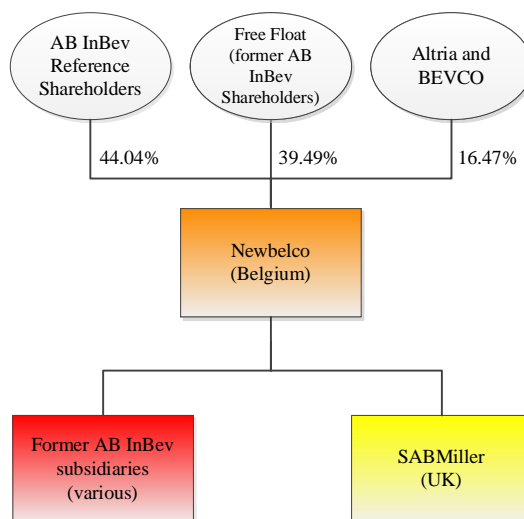 AB InBev
Reference
Shareholders
Free Float
(former AB
InBev
Shareholders)
Altria and
BEVCO
44.04%
39.49%
16.47%
Newbelco
(Belgium)
Former AB InBev
subsidiaries
(various)
SABMiller
(UK)